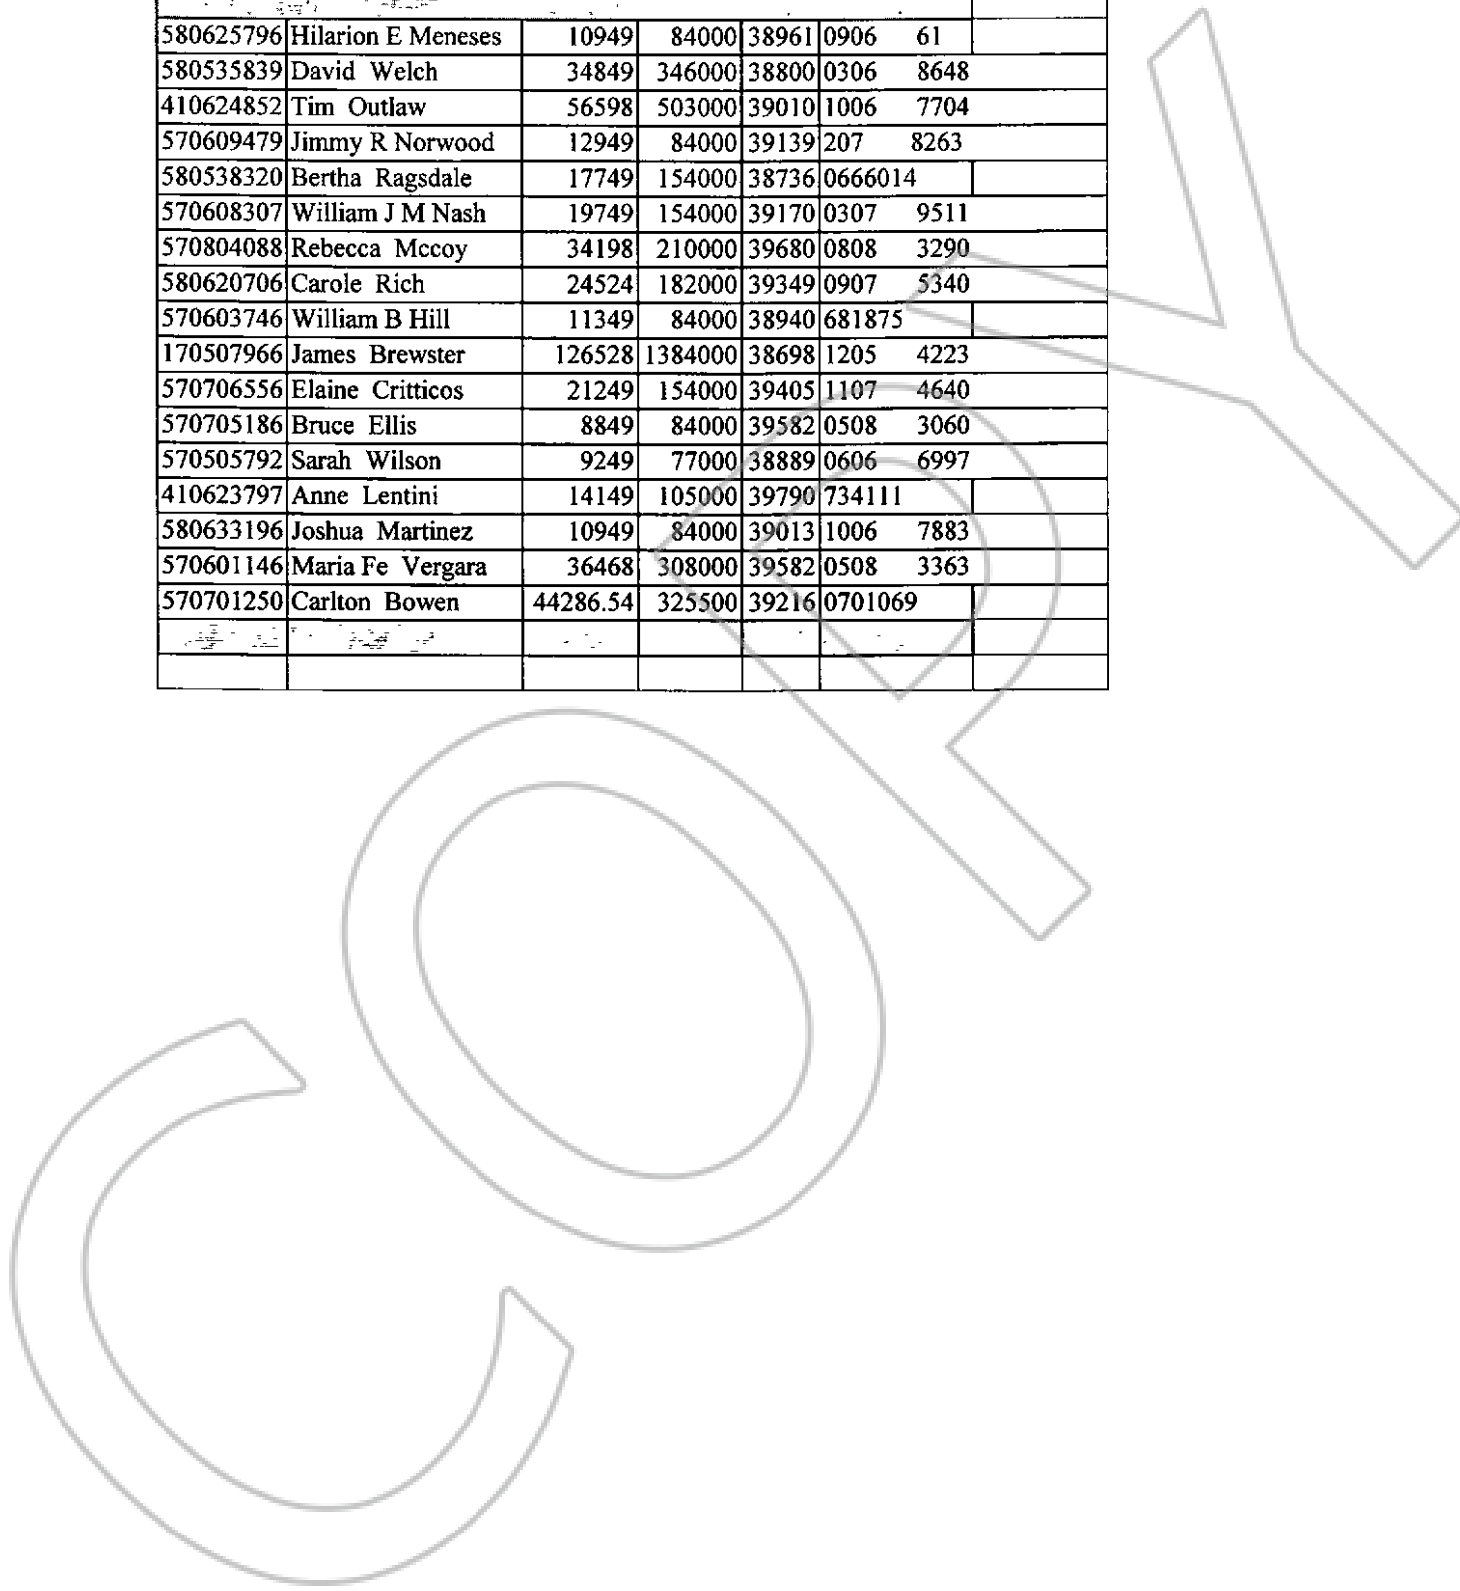 580625796 Hilarion E Meneses 10949 84000 38961 0906 61
580535839 David Welch 34849 346000 38800 0306 8648
410624852 Tim Outlaw 56598 503000 39010 1006 7704
570609479 Jimmy R Norwood 12949 84000 39139 207 8263
580538320 Bertha Ragsdale 17749 154000 38736 0666014
570608307 William J M Nash 19749 154000 39170 0307 9511
570804088 Rebecca Mccoy 34198 210000 39680 0808 3290
580620706 Carole Rich 24524 182000 39349 0907 5340
570603746 William B Hill 11349 84000 38940 681875
170507966 James Brewster 126528 1384000 38698 1205 4223
570706556 Elaine Critticos 21249 154000 39405 1107 4640
570705186 Bruce Ellis 8849 84000 39582 0508 3060
570505792 Sarah Wilson 9249 77000 38889 0606 6997
410623797 Anne Lentini 14149 105000 39790 734111
580633196 Joshua Martinez 10949 84000 39013 1006 7883
570601146 Maria Fe Vergara 36468 308000 39582 0508 3363
570701250 Carlton Bowen 44286.54 325500 39216 0701069
COPY